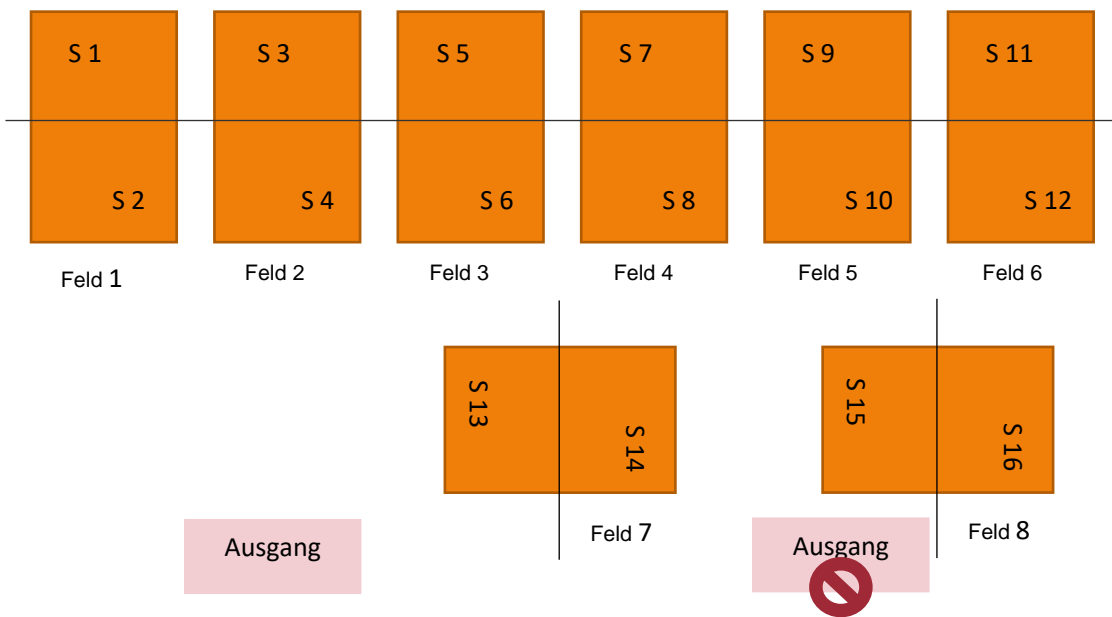 S 1
S 3
S 5
S 7
S 9
S 11
S 2
S 4
S 6
S 8
S 10
S 12
Feld 1
Feld 2
Feld 3
Feld 4
Feld 5
Feld 6
S 13
S 14
S 15
S 16
Feld 7
Feld 8
Ausgang
Ausgang